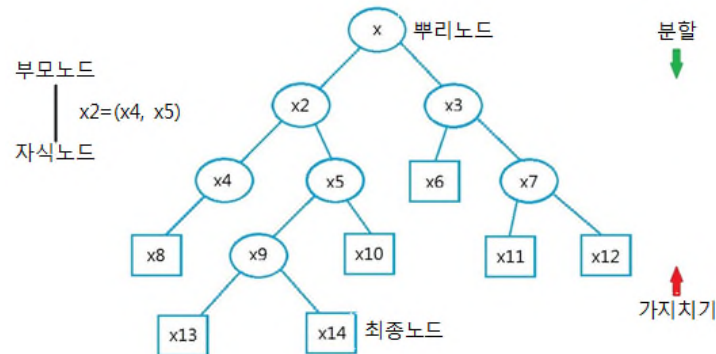 x
뿌리노드
분할
부모노드
x2=(x4, x5)
자식노드
x2
x3
x4
x5
x6
x7
x8
x9
x10
x11
x12
가지치기
x13
x14
최종노드